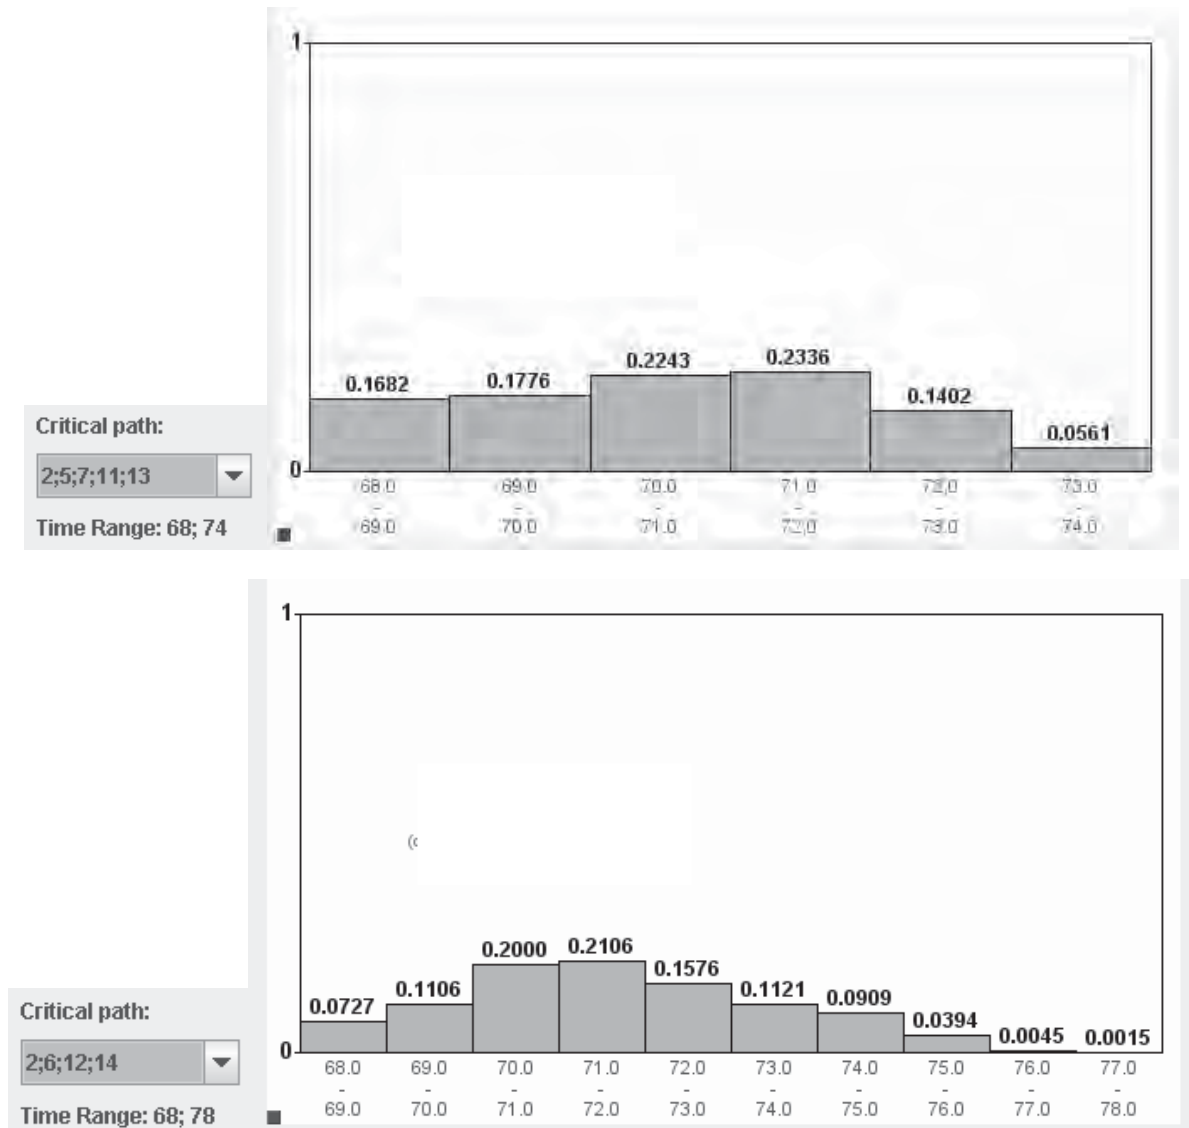 1
0.1682 0.1776 0.2243 0.2336 0.1402 0.0561
0
68.0 69.0 70.0 71.0 72.0 73.0
- - - - - -
69.0 70.0 71.0 72.0 73.0 74.0
Critical path:
2;5;7;11;13
Time Range: 68; 74
1
(c
0.0727 0.1106 0.2000 0.2106 0.1576 0.1121 0.0909 0.0394 0.0045 0.0015
0
68.0 69.0 70.0 71.0 72.0 73.0 74.0 75.0 76.0 77.0
- - - - - - - - - -
69.0 70.0 71.0 72.0 73.0 74.0 75.0 76.0 77.0 78.0
Critical path:
2;6;12;14
Time Range: 68; 78